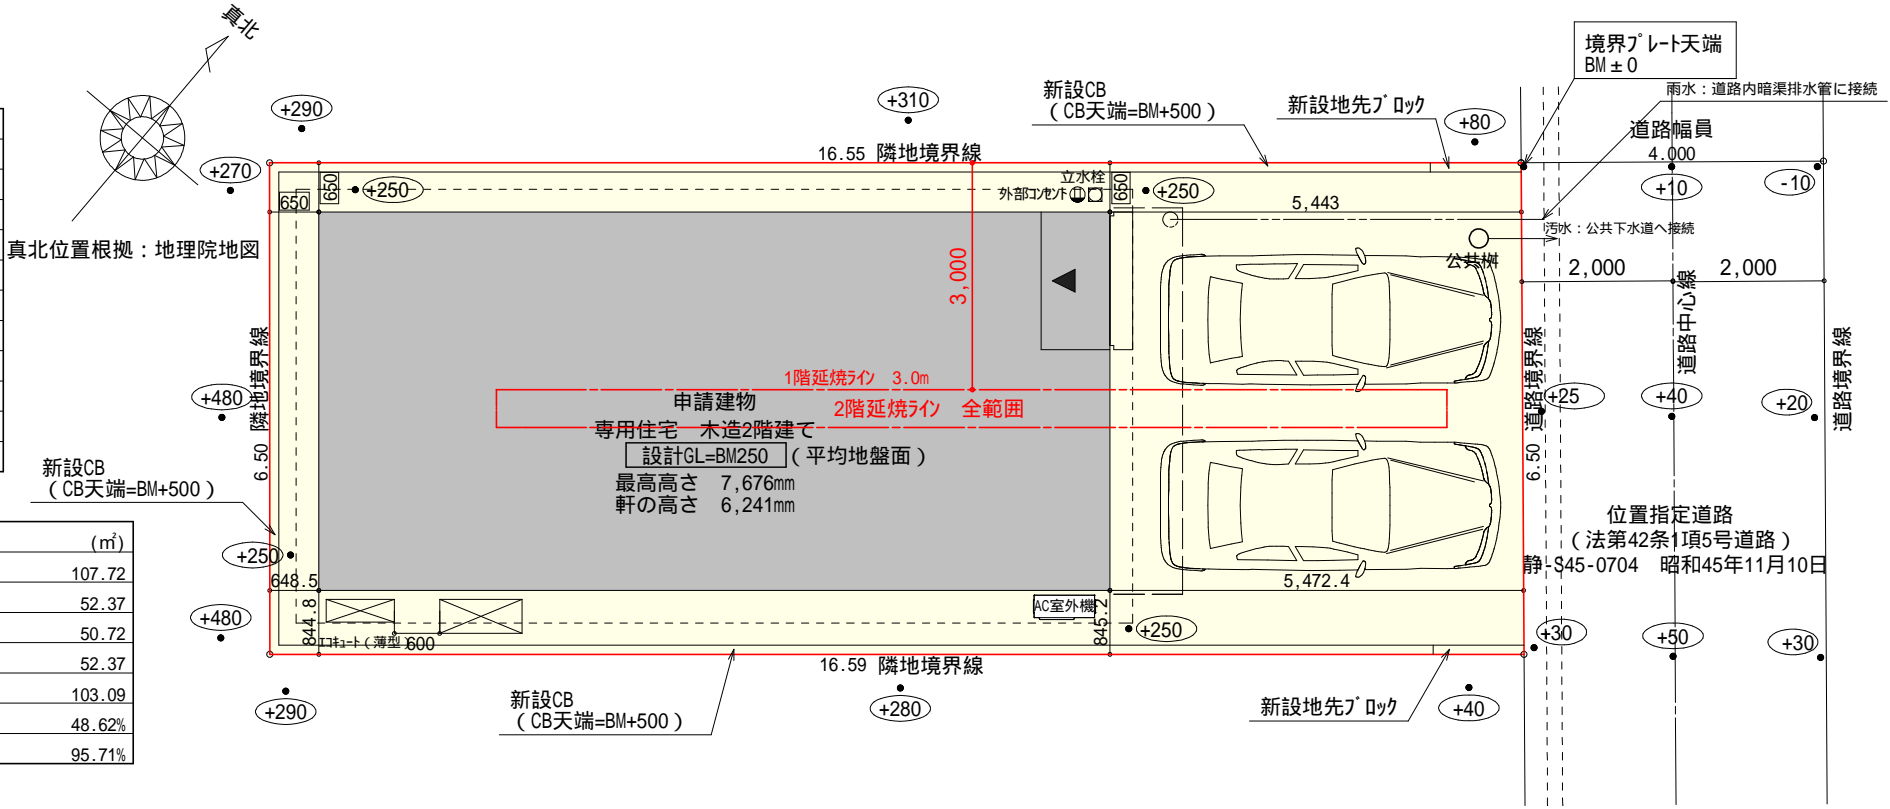 真北
境界プレート天端
BM±0
新設CB
(CB天端=BM+500)
新設地先ブロック
雨水：道路内暗渠排水管に接続
道路幅員
4.000
+290
+310
+80
+270
16.55 隣地境界線
+10
-10
650
650
+250
立水栓
外部コンセント
650
+250
5,443
真北位置根拠：地理院地図
汚水：公共下水道へ接続
公共桝
3,000
2,000
2,000
道路中心線
道路境界線
道路境界線
隣地境界線
6.50
6.50
1階延焼ライン 3.0m
2階延焼ライン 全範囲
+480
+25
+40
+20
申請建物
専用住宅 木造2階建て
設計GL=BM250
(平均地盤面)
最高高さ 7,676mm
軒の高さ 6,241mm
新設CB
(CB天端=BM+500)
位置指定道路
(法第42条1項5号道路)
静-S45-0704 昭和45年11月10日
(㎡)
107.72
52.37
50.72
52.37
103.09
48.62%
95.71%
+250
648.5
5,472.4
844.8
845.2
AC室外機
エコキュート(薄型)
600
+480
+250
+30
+50
+30
16.59 隣地境界線
+290
新設CB
(CB天端=BM+500)
+280
新設地先ブロック
+40